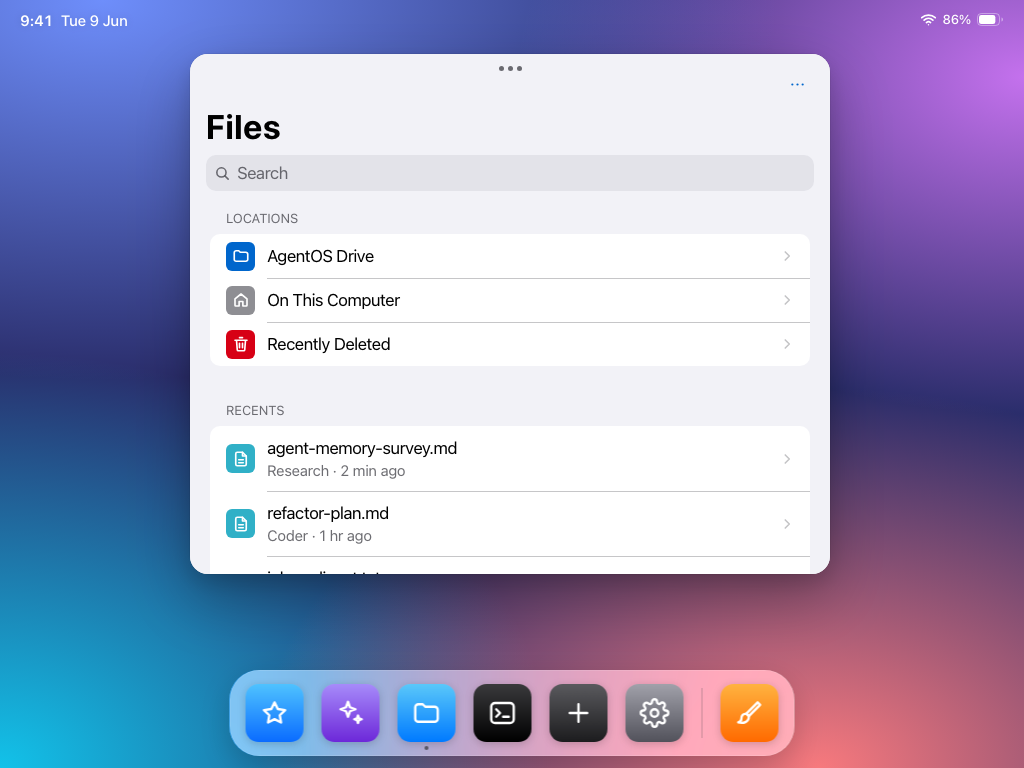 9:41 Tue 9 Jun
86%
Files
Search
LOCATIONS
AgentOS Drive
On This Computer
Recently Deleted
RECENTS
agent-memory-survey.md
Research · 2 min ago
refactor-plan.md
Coder · 1 hr ago